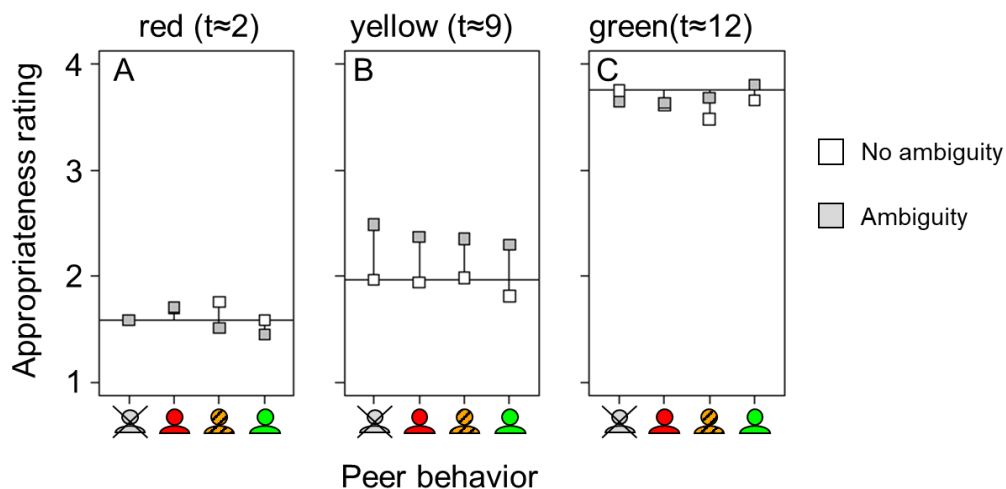 red (t≈2)
yellow (t≈9)
green(t≈12)
A
B
C
4
3
2
1
Appropriateness rating
No ambiguity
Ambiguity
Peer behavior